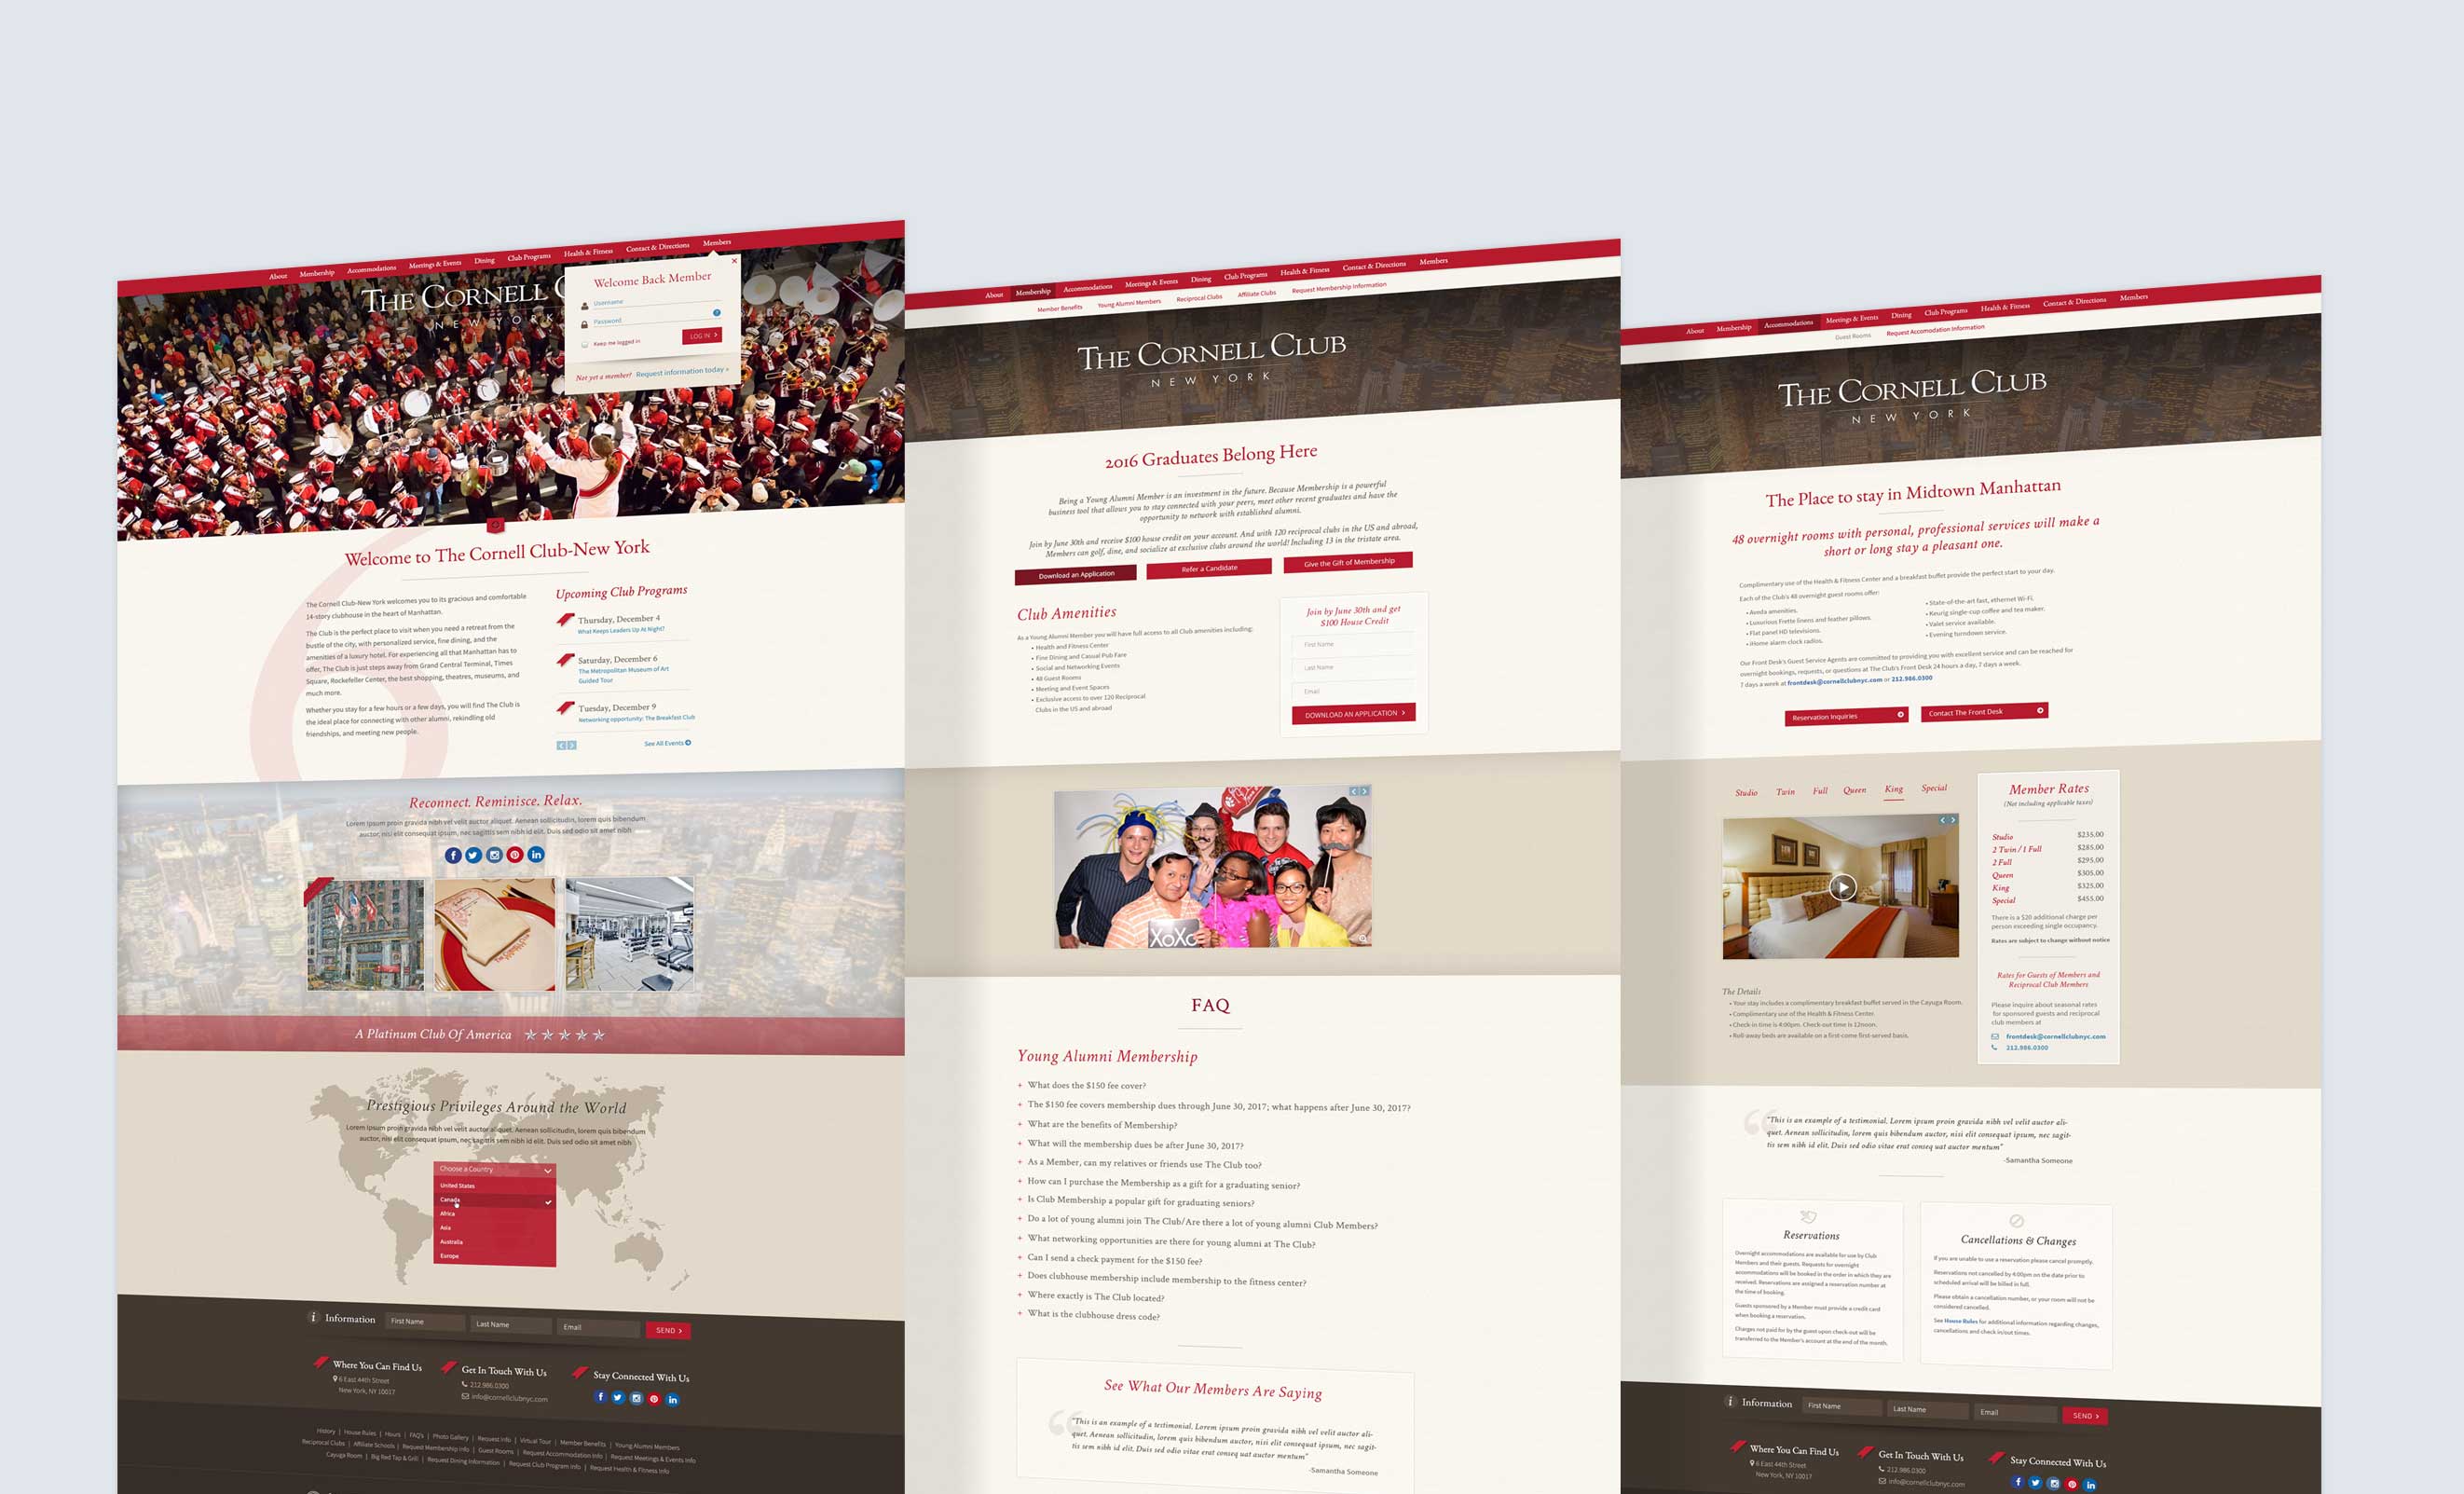 About Membership Accommodations Meetings & Events Dining Club Programs Health & Fitness Contact & Directions Members
THE CORNELL C
NEW YORK
Welcome Back Member
Username
Password
Keep me logged in
LOG IN
Not yet a member? Request information today »
Welcome to The Cornell Club-New York
The Cornell Club-New York welcomes you to its gracious and comfortable
14-story clubhouse in the heart of Manhattan.
The Club is the perfect place to visit when you need a retreat from the
bustle of the city, with personalized service, fine dining, and the
amenities of a luxury hotel. For experiencing all that Manhattan has to
offer, The Club is just steps away from Grand Central Terminal, Times
Square, Rockefeller Center, the best shopping, theatres, museums, and
much more.
Whether you stay for a few hours or a few days, you will find The Club is
the ideal place for connecting with other alumni, rekindling old
friendships, and meeting new people.
Upcoming Club Programs
Thursday, December 4
What Keeps Leaders Up At Night?
Saturday, December 6
The Metropolitan Museum of Art
Guided Tour
Tuesday, December 9
Networking opportunity: The Breakfast Club
See All Events
Reconnect. Reminisce. Relax.
Lorem ipsum proin gravida nibh vel velit auctor aliquet. Aenean sollicitudin, lorem quis bibendum
auctor, nisi elit consequat ipsum, nec sagittis sem nibh id elit. Duis sed odio sit amet nibh
A Platinum Club Of America
Prestigious Privileges Around the World
Lorem ipsum proin gravida nibh vel velit auctor aliquet. Aenean sollicitudin, lorem quis bibendum
auctor, nisi elit consequat ipsum, nec sagittis sem nibh id elit. Duis sed odio sit amet nibh
Choose a Country
United States
Canada
Africa
Asia
Australia
Europe
Information First Name Last Name Email SEND
Where You Can Find Us
6 East 44th Street
New York, NY 10017
Get In Touch With Us
212.986.0300
info@cornellclubnyc.com
Stay Connected With Us
History | House Rules | Hours | FAQ's | Photo Gallery | Request Info | Virtual Tour | Member Benefits | Young Alumni Members
Reciprocal Clubs | Affiliate Schools | Request Membership Info | Guest Rooms | Request Accommodation Info | Request Meetings & Events Info
Cayuga Room | Big Red Tap & Grill | Request Dining Information | Request Club Program Info | Request Health & Fitness Info
About Membership Accommodations Meetings & Events Dining Club Programs Health & Fitness Contact & Directions Members
Member Benefits Young Alumni Members Reciprocal Clubs Affiliate Clubs Request Membership Information
THE CORNELL CLUB
NEW YORK
2016 Graduates Belong Here
Being a Young Alumni Member is an investment in the future. Because Membership is a powerful
business tool that allows you to stay connected with your peers, meet other recent graduates and have the
opportunity to network with established alumni.
Join by June 30th and receive $100 house credit on your account. And with 120 reciprocal clubs in the US and abroad,
Members can golf, dine, and socialize at exclusive clubs around the world! Including 13 in the tristate area.
Download an Application
Refer a Candidate
Give the Gift of Membership
Club Amenities
As a Young Alumni Member you will have full access to all Club amenities including:
• Health and Fitness Center
• Fine Dining and Casual Pub Fare
• Social and Networking Events
• 48 Guest Rooms
• Meeting and Event Spaces
• Exclusive access to over 120 Reciprocal
Clubs in the US and abroad
Join by June 30th and get
$100 House Credit
First Name
Last Name
Email
DOWNLOAD AN APPLICATION
XoXo
FAQ
Young Alumni Membership
+ What does the $150 fee cover?
+ The $150 fee covers membership dues through June 30, 2017; what happens after June 30, 2017?
+ What are the benefits of Membership?
+ What will the membership dues be after June 30, 2017?
+ As a Member, can my relatives or friends use The Club too?
+ How can I purchase the Membership as a gift for a graduating senior?
+ Is Club Membership a popular gift for graduating seniors?
+ Do a lot of young alumni join The Club/Are there a lot of young alumni Club Members?
+ What networking opportunities are there for young alumni at The Club?
+ Can I send a check payment for the $150 fee?
+ Does clubhouse membership include membership to the fitness center?
+ Where exactly is The Club located?
+ What is the clubhouse dress code?
See What Our Members Are Saying
"This is an example of a testimonial. Lorem ipsum proin gravida nibh vel velit auctor ali-
quet. Aenean sollicitudin, lorem quis bibendum auctor, nisi elit consequat ipsum, nec sagit-
tis sem nibh id elit. Duis sed odio vitae erat conseq uat auctor mentum"
-Samantha Someone
About Membership Accommodations Meetings & Events Dining Club Programs Health & Fitness Contact & Directions Members
Guest Rooms Request Accomodation Information
THE CORNELL CLUB
NEW YORK
The Place to stay in Midtown Manhattan
48 overnight rooms with personal, professional services will make a
short or long stay a pleasant one.
Complimentary use of the Health & Fitness Center and a breakfast buffet provide the perfect start to your day.
Each of the Club's 48 overnight guest rooms offer:
• Aveda amenities.
• Luxurious Frette linens and feather pillows.
• Flat panel HD televisions.
• iHome alarm clock radios.
• State-of-the-art fast, ethernet Wi-Fi.
• Keurig single-cup coffee and tea maker.
• Valet service available.
• Evening turndown service.
Our Front Desk's Guest Service Agents are committed to providing you with excellent service and can be reached for
overnight bookings, requests, or questions at The Club's Front Desk 24 hours a day, 7 days a week.
7 days a week at frontdesk@cornellclubnyc.com or 212.986.0300
Reservation Inquiries
Contact The Front Desk
Studio Twin Full Queen King Special
The Details
• Your stay includes a complimentary breakfast buffet served in the Cayuga Room.
• Complimentary use of the Health & Fitness Center.
• Check-in time is 4:00pm. Check-out time is 12noon.
• Roll-away beds are available on a first-come first-served basis.
Member Rates
(Not including applicable taxes)
Studio $235.00
2 Twin / 1 Full $285.00
2 Full $295.00
Queen $305.00
King $325.00
Special $455.00
There is a $20 additional charge per
person exceeding single occupancy.
Rates are subject to change without notice
Rates for Guests of Members and
Reciprocal Club Members
Please inquire about seasonal rates
for sponsored guests and reciprocal
club members at
frontdesk@cornellclubnyc.com
212.986.0300
"This is an example of a testimonial. Lorem ipsum proin gravida nibh vel velit auctor ali-
quet. Aenean sollicitudin, lorem quis bibendum auctor, nisi elit consequat ipsum, nec sagit-
tis sem nibh id elit. Duis sed odio vitae erat conseq uat auctor mentum"
-Samantha Someone
Reservations
Overnight accommodations are available for use by Club
Members and their guests. Requests for overnight
accommodations will be booked in the order in which they are
received. Reservations are assigned a reservation number at
the time of booking.
Guests sponsored by a Member must provide a credit card
when booking a reservation.
Charges not paid for by the guest upon check-out will be
transferred to the Member's account at the end of the month.
Cancellations & Changes
If you are unable to use a reservation please cancel promptly.
Reservations not cancelled by 4:00pm on the date prior to
scheduled arrival will be billed in full.
Please obtain a cancellation number, or your room will not be
considered cancelled.
See House Rules for additional information regarding changes,
cancellations and check-in/out times.
Information First Name Last Name Email SEND
Where You Can Find Us
6 East 44th Street
New York, NY 10017
Get In Touch With Us
212.986.0300
info@cornellclubnyc.com
Stay Connected With Us